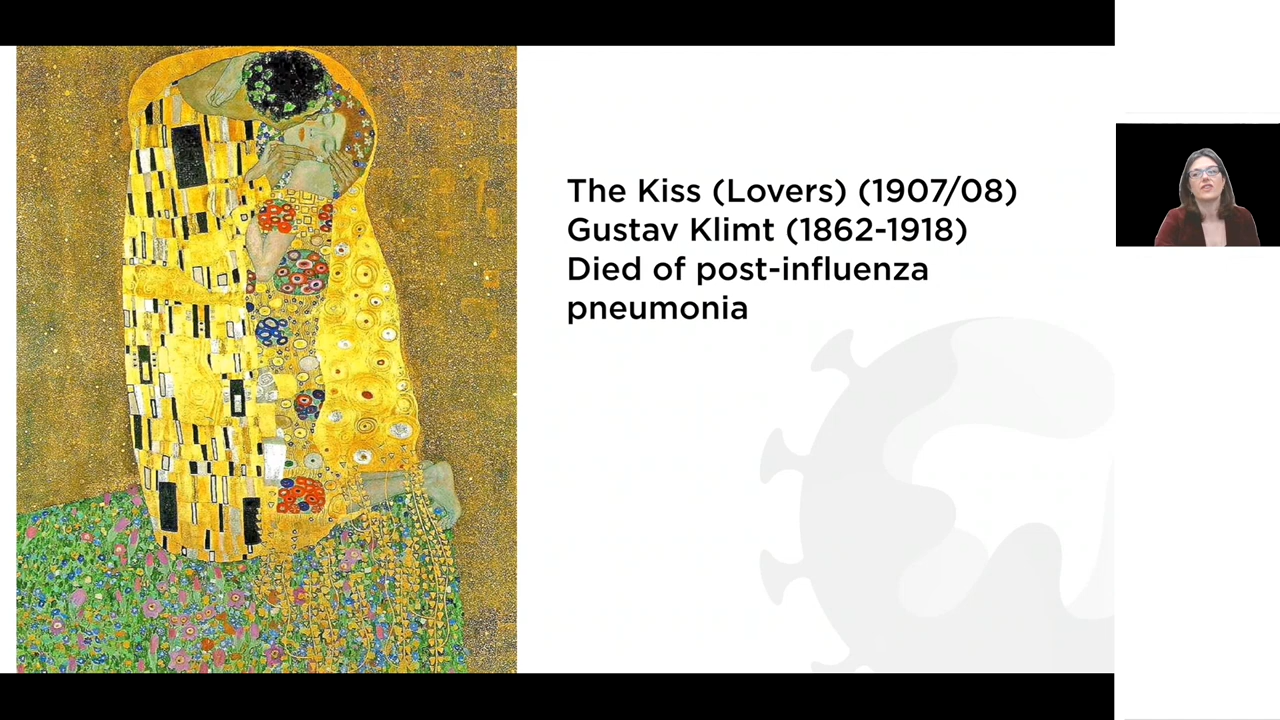 The Kiss (Lovers) (1907/08)
Gustav Klimt (1862-1918)
Died of post-influenza
pneumonia